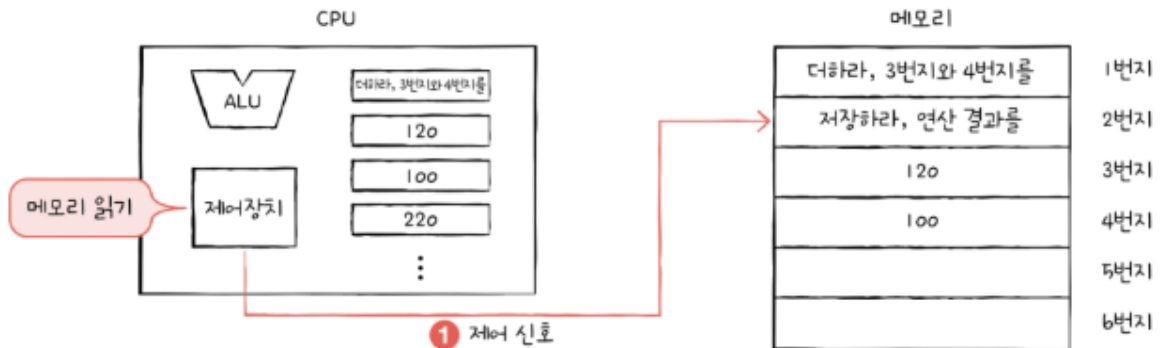 CPU
ALU
더하라, 3번지와 4번지를
120
100
220
메모리 읽기
제어장치
1 제어 신호
메모리
더하라, 3번지와 4번지를
1번지
저장하라, 연산 결과를
2번지
120
3번지
100
4번지
5번지
6번지